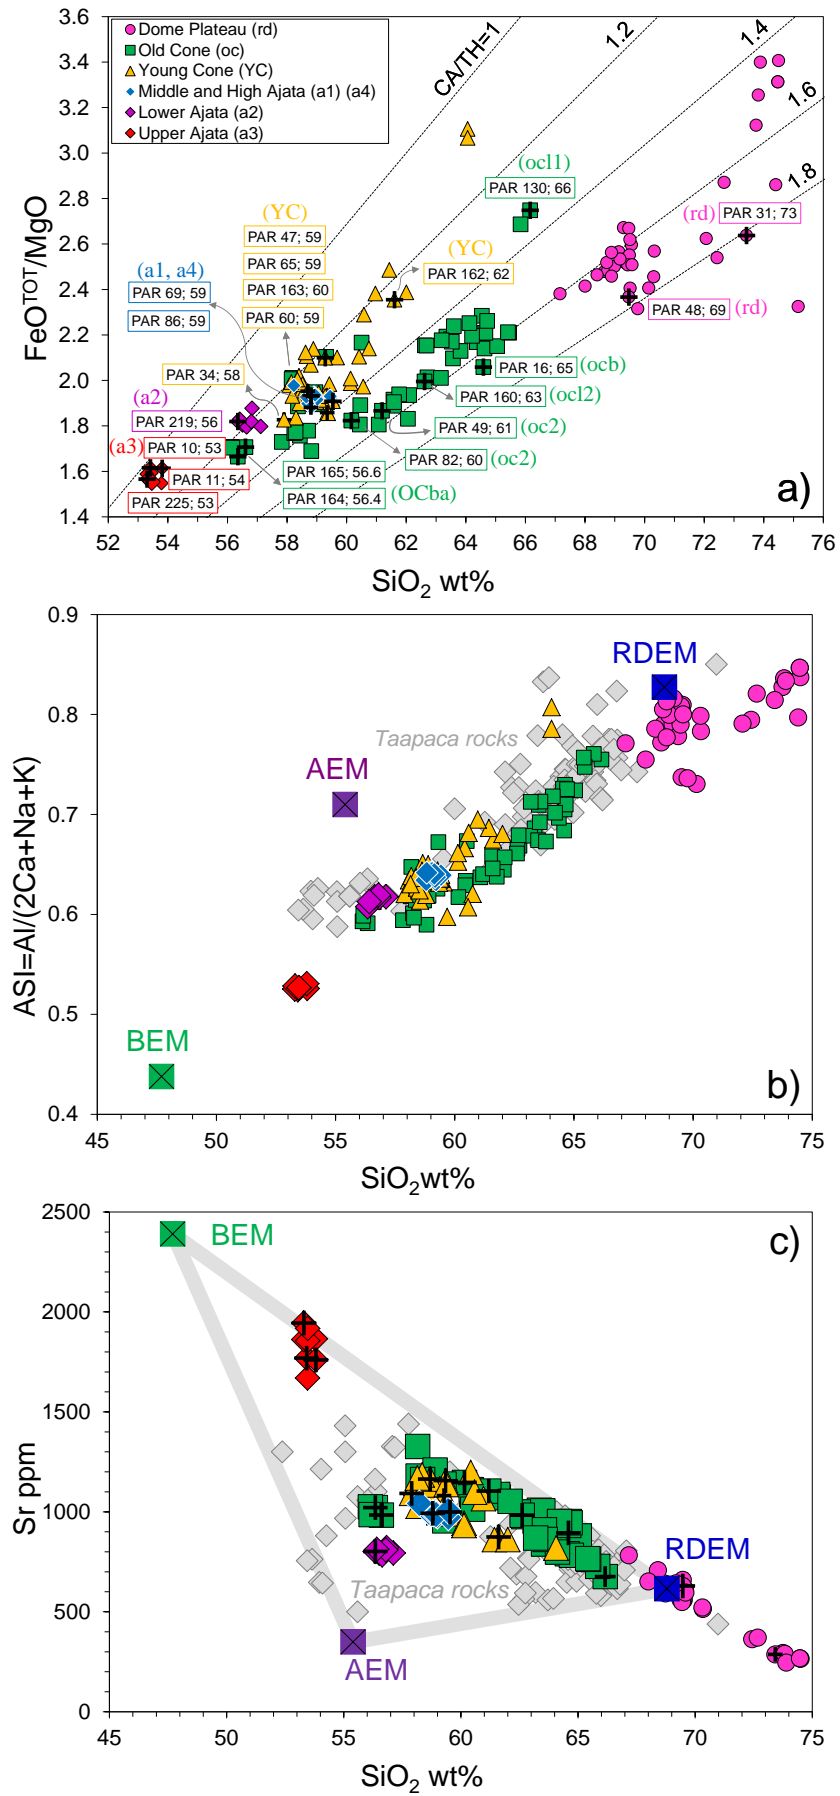 3.6
3.4
3.2
3.0
2.8
2.6
2.4
2.2
2.0
1.8
1.6
1.4
FeOTOT/MgO
Dome Plateau (rd)
Old Cone (oc)
Young Cone (YC)
Middle and High Ajata (a1) (a4)
Lower Ajata (a2)
Upper Ajata (a3)
CA/TH=1
1.2
1.4
1.6
1.8
(ocl1)
PAR 130; 66
(rd)
PAR 31; 73
(YC)
PAR 47; 59
PAR 65; 59
PAR 163; 60
PAR 60; 59
(YC)
PAR 162; 62
(a1, a4)
PAR 69; 59
PAR 86; 59
PAR 48; 69
(rd)
PAR 34; 58
PAR 16; 65
(ocb)
PAR 160; 63
(ocl2)
(a2)
PAR 219; 56
PAR 49; 61
(oc2)
(a3)
PAR 10; 53
PAR 82; 60
(oc2)
PAR 11; 54
PAR 165; 56.6
PAR 225; 53
PAR 164; 56.4
(OCba)
a)
52 54 56 58 60 62 64 66 68 70 72 74 76
SiO2 wt%
0.9
0.8
0.7
0.6
0.5
0.4
ASI=Al/(2Ca+Na+K)
RDEM
Taapaca rocks
AEM
BEM
b)
45 50 55 60 65 70 75
SiO2wt%
2500
2000
1500
1000
500
0
Sr ppm
BEM
c)
RDEM
Taapaca rocks
AEM
45 50 55 60 65 70 75
SiO2 wt%